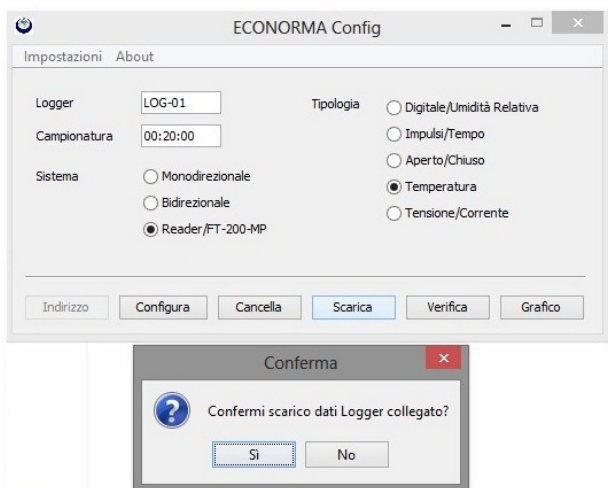 ECONORMA Config
Impostazioni About
Logger LOG-01
Campionatura 00:20:00
Sistema
Monodirezionale
Bidirezionale
Reader/FT-200-MP
Tipologia
Digitale/Umidità Relativa
Impulsi/Tempo
Aperto/Chiuso
Temperatura
Tensione/Corrente
Indirizzo Configura Cancella Scarica Verifica Grafico
Conferma
Confermi scarico dati Logger collegato?
Sì No